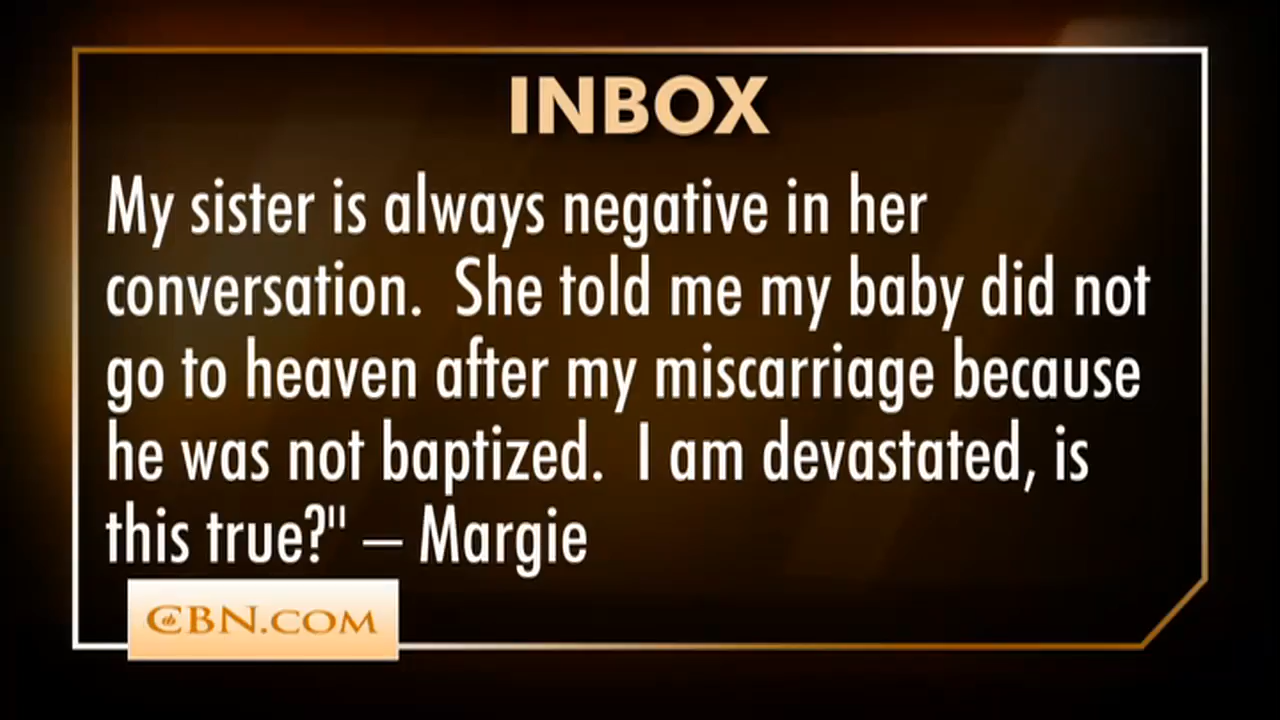 INBOX
My sister is always negative in her
conversation.  She told me my baby did not
go to heaven after my miscarriage because
he was not baptized.  I am devastated, is
this true?" – Margie
CBN.COM